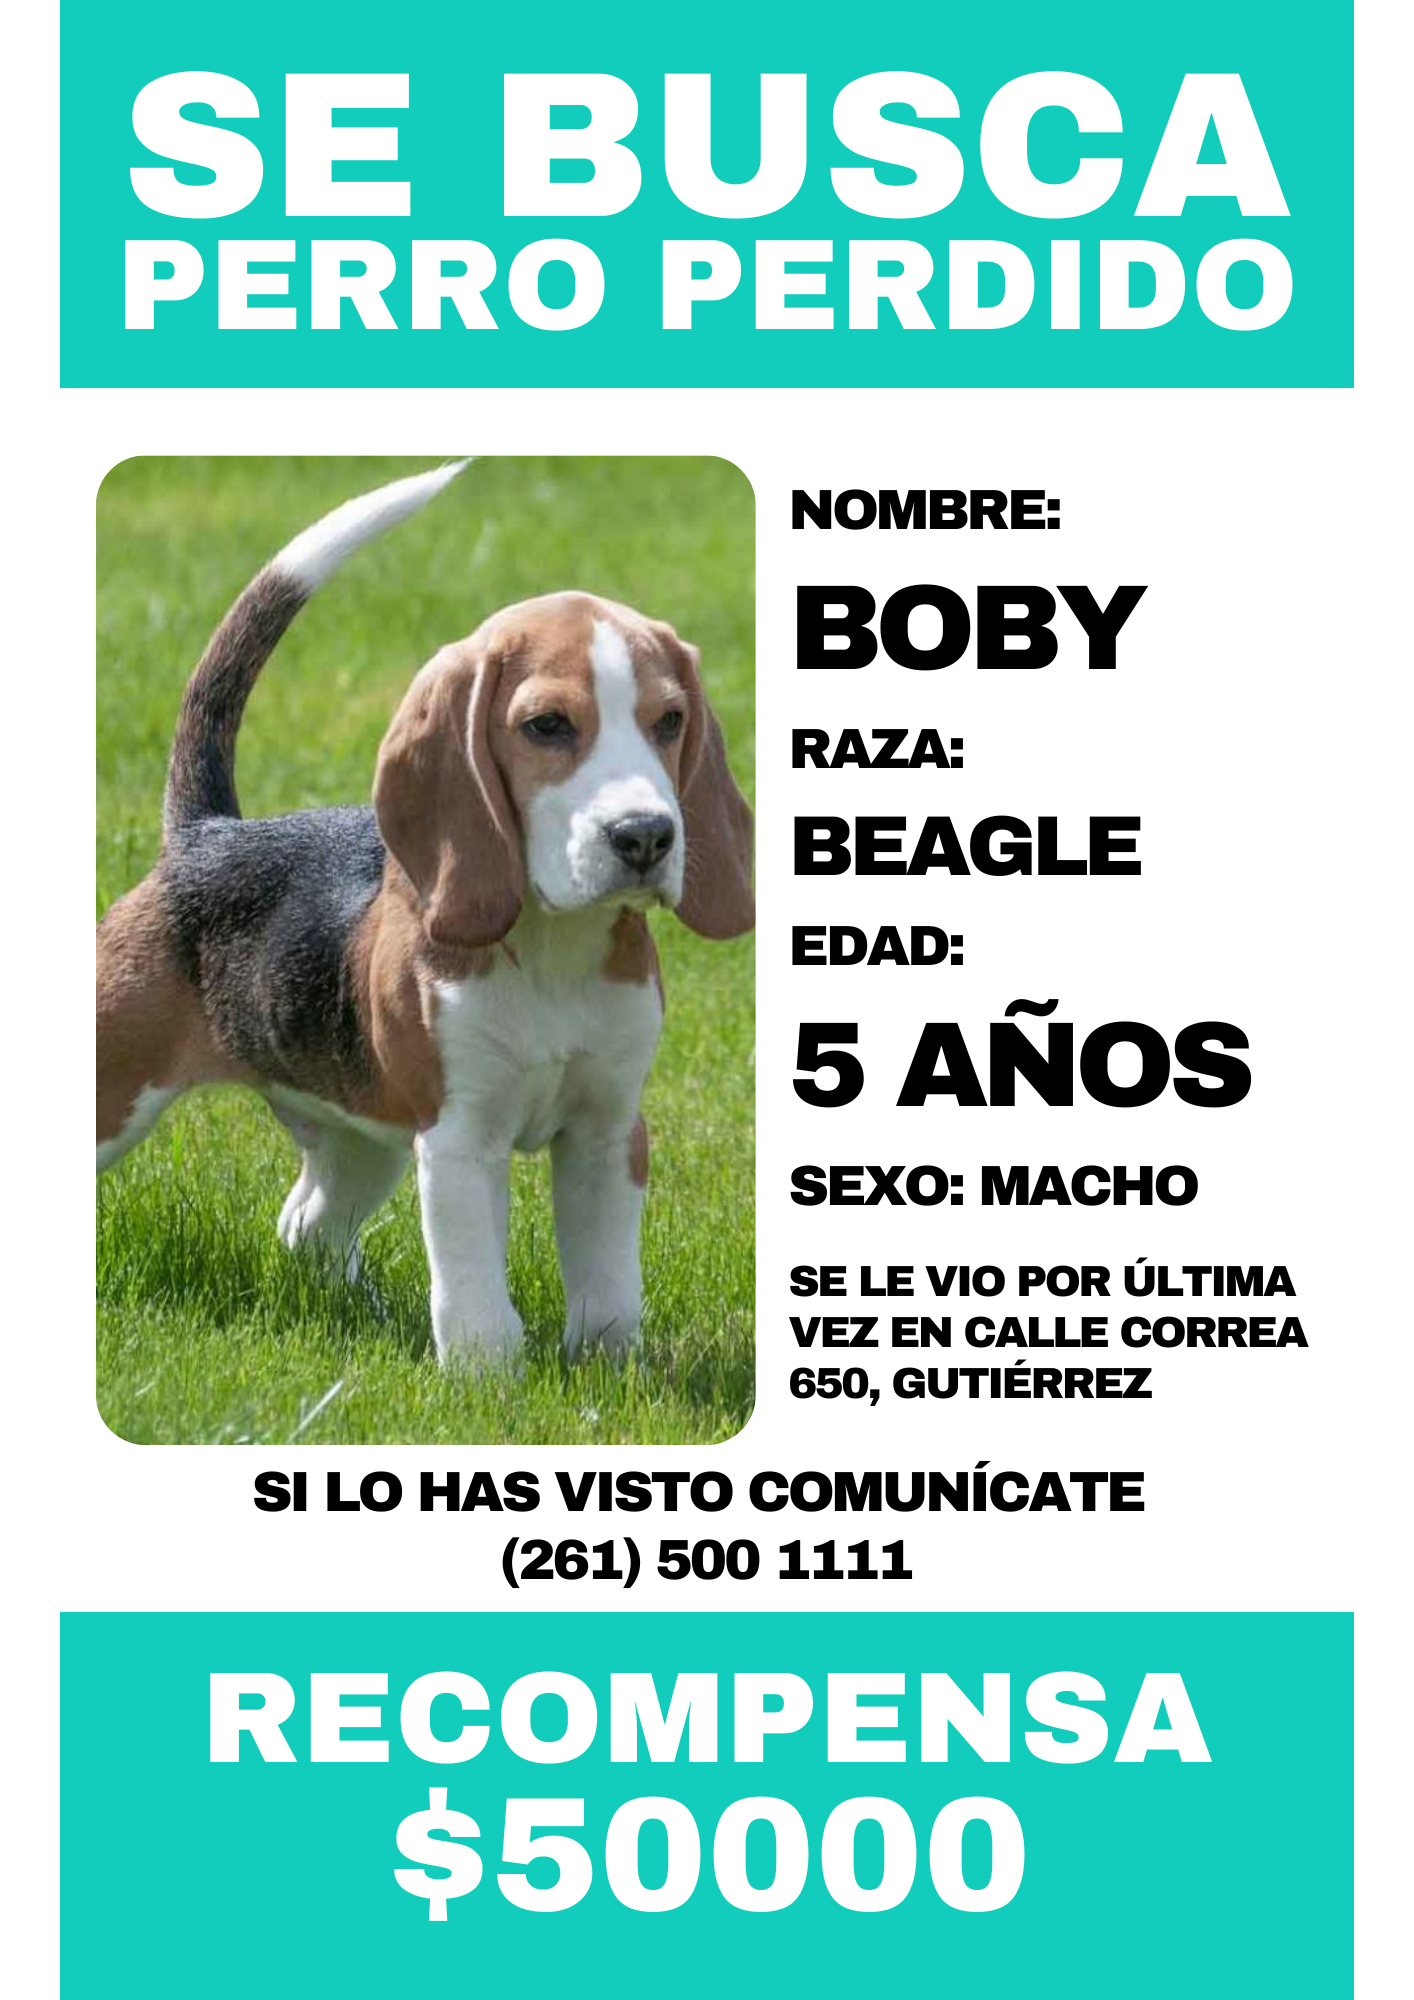 SE BUSCA
PERRO PERDIDO
NOMBRE:
BOBY
RAZA:
BEAGLE
EDAD:
5 AÑOS
SEXO: MACHO
SE LE VIO POR ÚLTIMA
VEZ EN CALLE CORREA
650, GUTIÉRREZ
SI LO HAS VISTO COMUNÍCATE
(261) 500 1111
RECOMPENSA
$50000